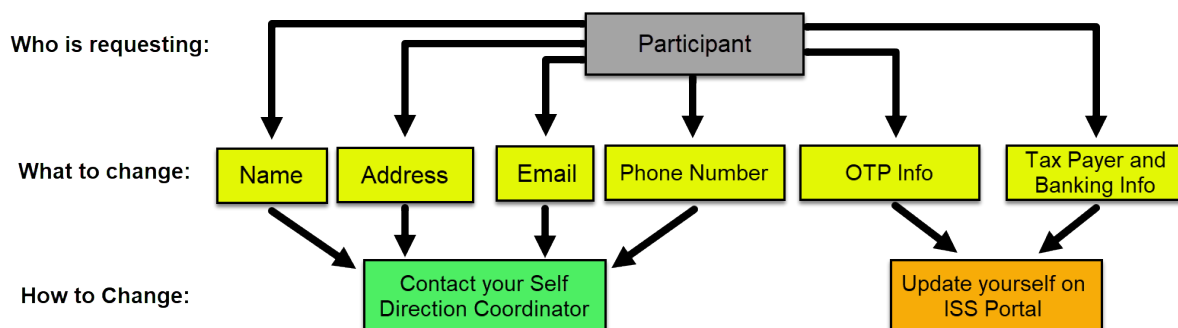 Who is requesting:
Participant
What to change:
Name
Address
Email
Phone Number
OTP Info
Tax Payer and
Banking Info
How to Change:
Contact your Self
Direction Coordinator
Update yourself on
ISS Portal